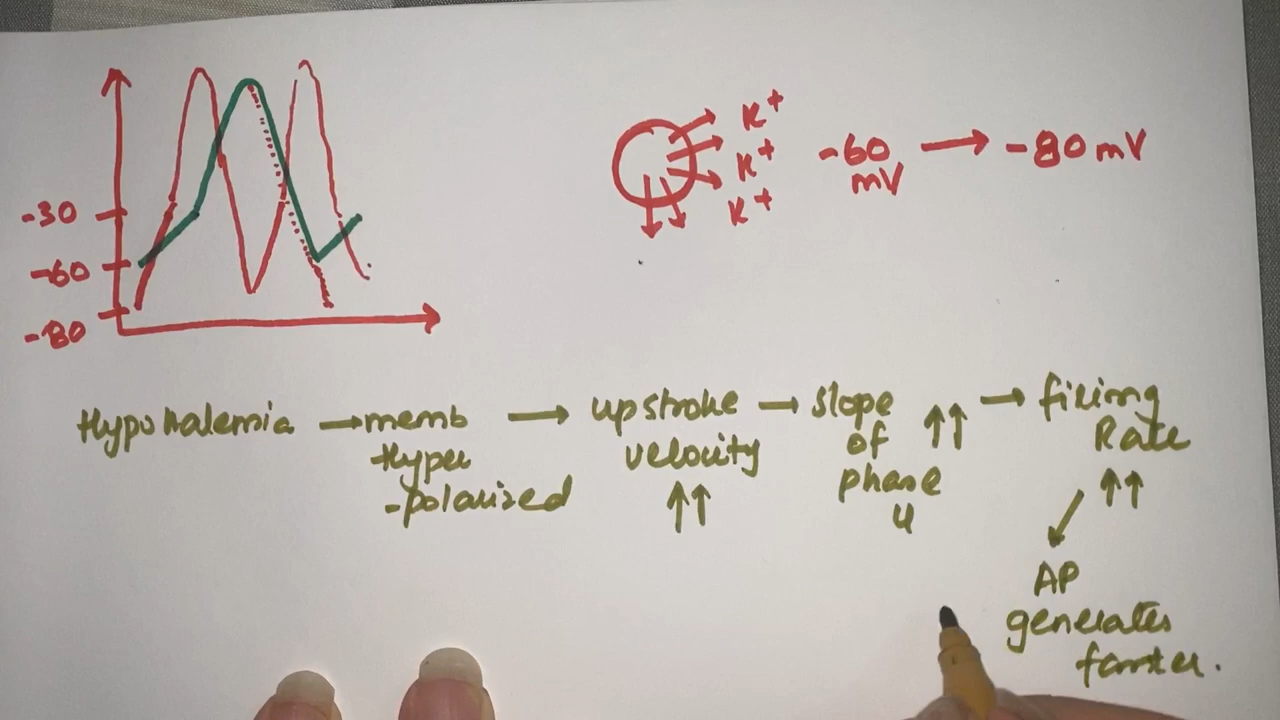 -30
-60
-80
K+
K+
K+
-60 mV → -80 mV
Hypokalemia → memb Hyper -polarized → upstroke velocity ↑↑ → slope of phase 4 ↑↑ → firing Rate ↑↑
AP
generates
faster.